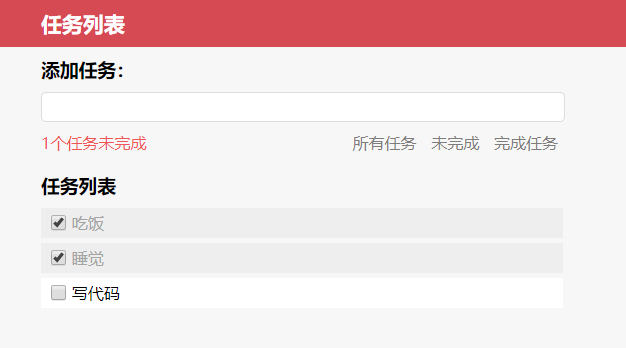 任务列表
添加任务：
1个任务未完成 所有任务 未完成 完成任务
任务列表
吃饭
睡觉
写代码